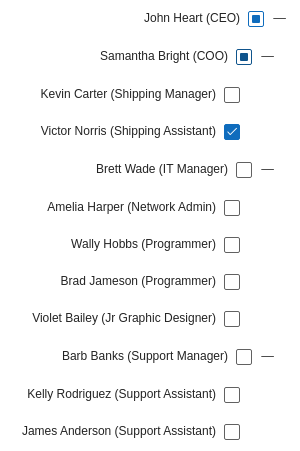 John Heart (CEO)
Samantha Bright (COO)
Kevin Carter (Shipping Manager)
Victor Norris (Shipping Assistant)
Brett Wade (IT Manager)
Amelia Harper (Network Admin)
Wally Hobbs (Programmer)
Brad Jameson (Programmer)
Violet Bailey (Jr Graphic Designer)
Barb Banks (Support Manager)
Kelly Rodriguez (Support Assistant)
James Anderson (Support Assistant)